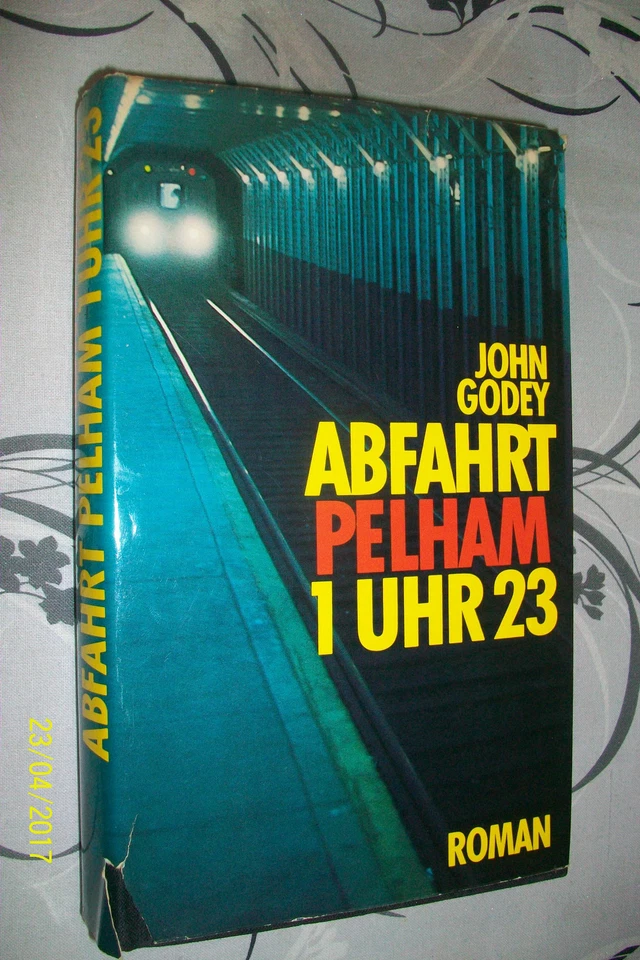 ABFAHRT PELHAM 1 UHR 23
JOHN
GODEY
ABFAHRT
PELHAM
1 UHR 23
ROMAN
23/04/2017